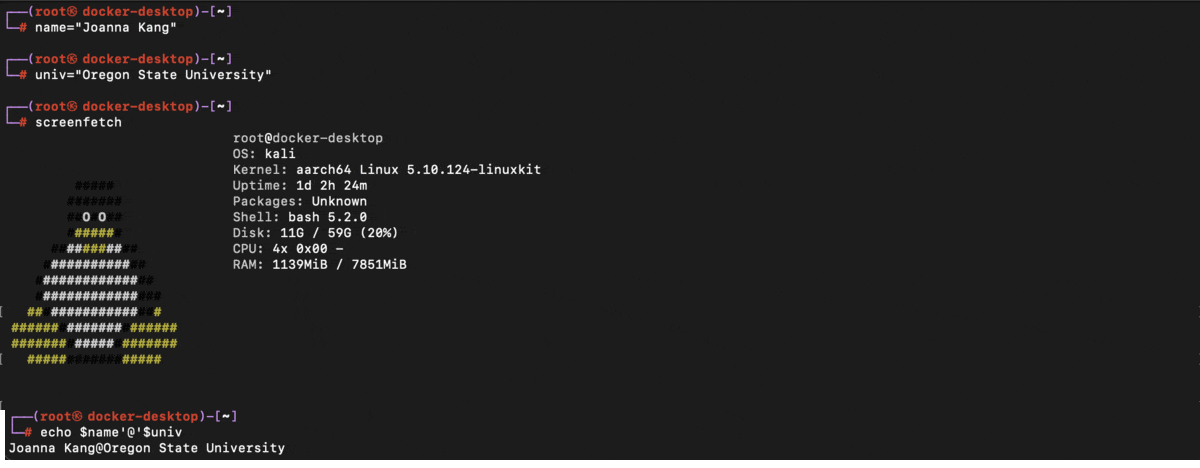 ┌──(root㉿ docker-desktop)-[~]
└─# name="Joanna Kang"
┌──(root㉿ docker-desktop)-[~]
└─# univ="Oregon State University"
┌──(root㉿ docker-desktop)-[~]
└─# screenfetch
root@docker-desktop
OS: kali
Kernel: aarch64 Linux 5.10.124-linuxkit
Uptime: 1d 2h 24m
Packages: Unknown
Shell: bash 5.2.0
Disk: 11G / 59G (20%)
CPU: 4x 0x00 -
RAM: 1139MiB / 7851MiB
┌──(root㉿ docker-desktop)-[~]
└─# echo $name'@'$univ
Joanna Kang@Oregon State University